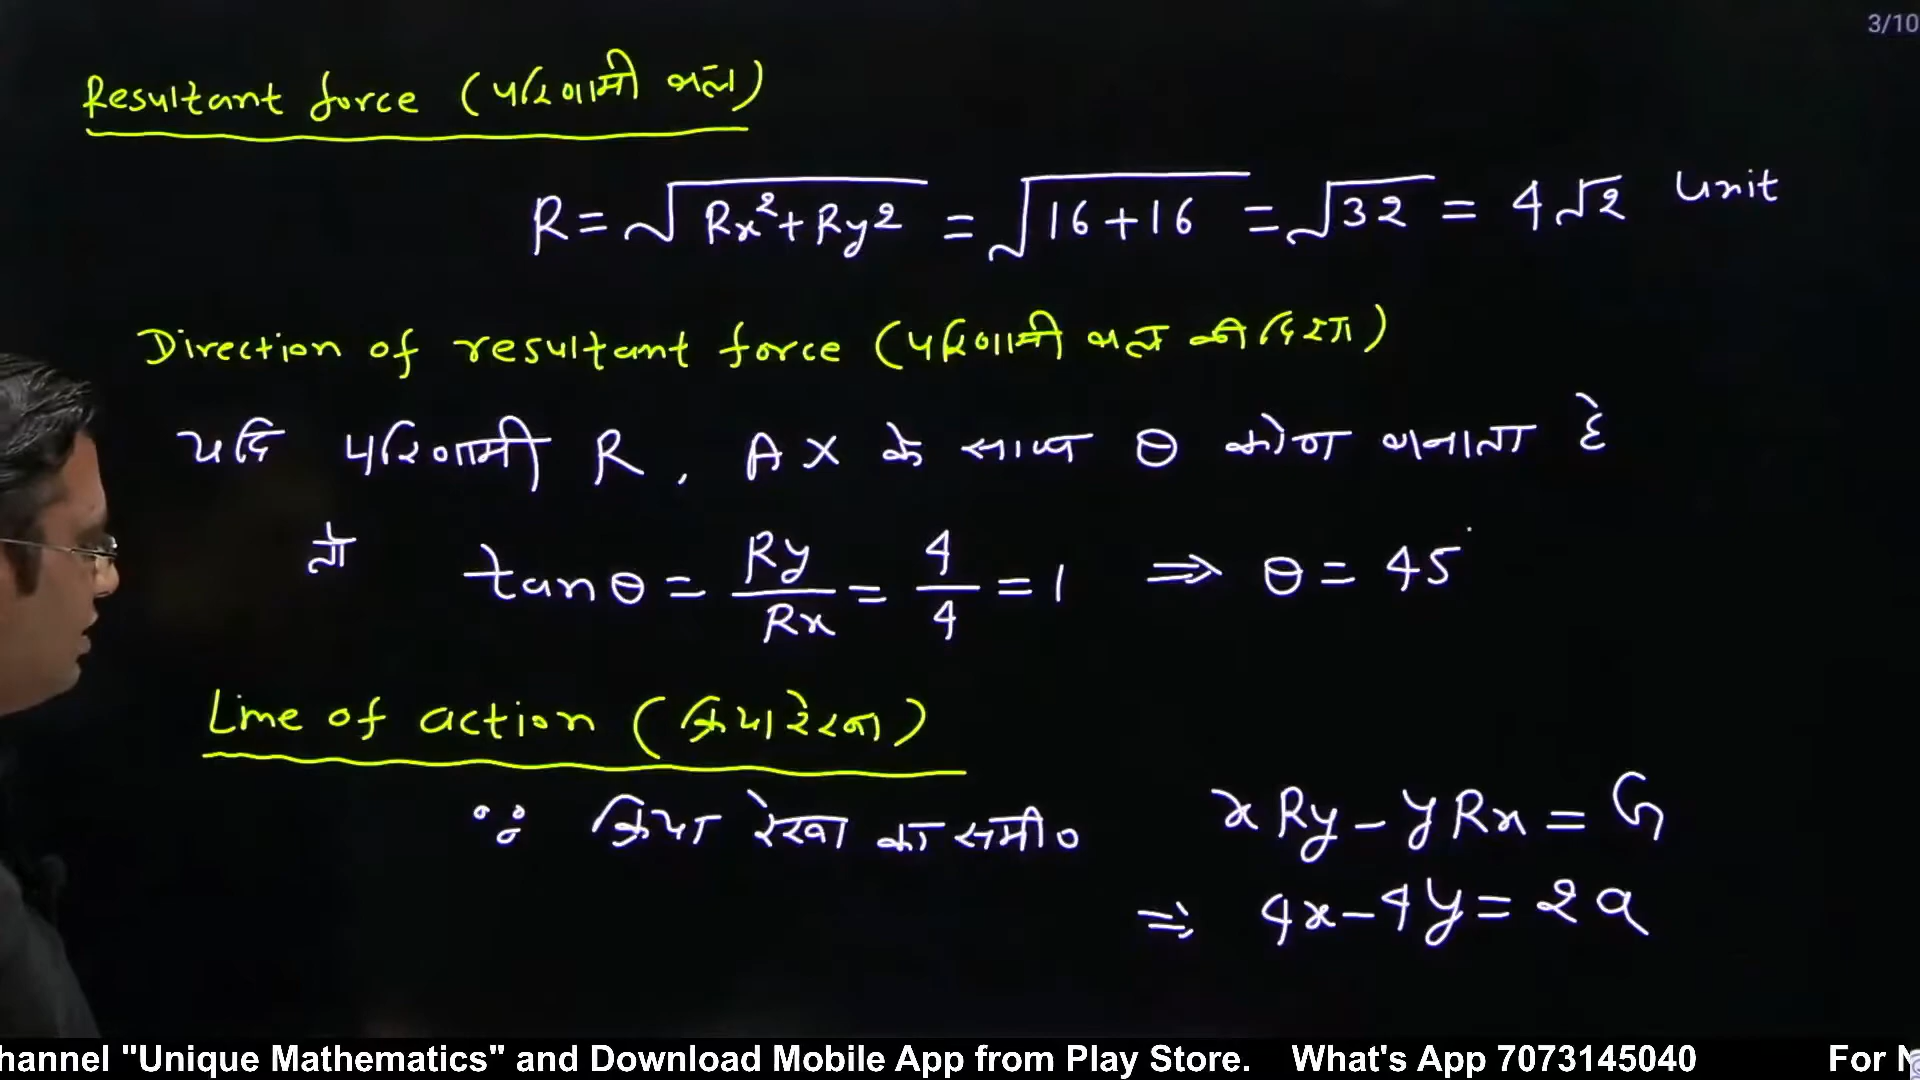 3/10
Resultant force (परिणामी बल)
R = √(Rx² + Ry²) = √(16+16) = √32 = 4√2 Unit
Direction of resultant force (परिणामी बल की दिशा)
यदि परिणामी R, AX के साथ θ कोण बनाता है
तो tanθ = Ry/Rx = 4/4 = 1 ⇒ θ = 45
Line of action (क्रिया रेखा)
∵ क्रिया रेखा का समी० xRy - yRx = G
⇒ 4x - 4y = 2a
hannel "Unique Mathematics" and Download Mobile App from Play Store. What's App 7073145040 For N